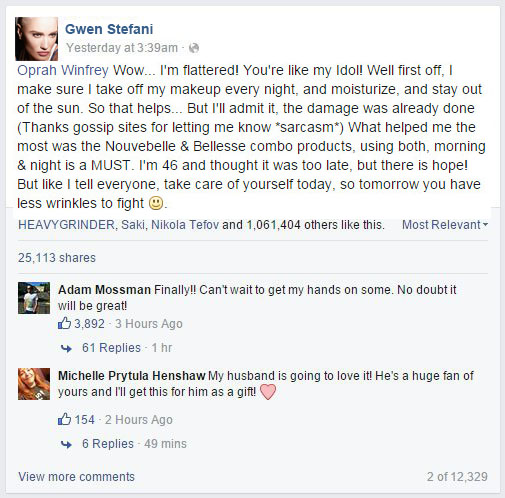 Gwen Stefani
Yesterday at 3:39am ·
Oprah Winfrey Wow... I'm flattered! You're like my Idol! Well first off, I
make sure I take off my makeup every night, and moisturize, and stay out
of the sun. So that helps... But I'll admit it, the damage was already done
(Thanks gossip sites for letting me know *sarcasm*) What helped me the
most was the Nouvebelle & Bellesse combo products, using both, morning
& night is a MUST. I'm 46 and thought it was too late, but there is hope!
But like I tell everyone, take care of yourself today, so tomorrow you have
less wrinkles to fight 🙂.
HEAVYGRINDER, Saki, Nikola Tefov and 1,061,404 others like this. Most Relevant
25,113 shares
Adam Mossman Finally!! Can't wait to get my hands on some. No doubt it
will be great!
3,892 · 3 Hours Ago
61 Replies · 1 hr
Michelle Prytula Henshaw My husband is going to love it! He's a huge fan of
yours and I'll get this for him as a gift!
154 · 2 Hours Ago
6 Replies · 49 mins
View more comments 2 of 12,329